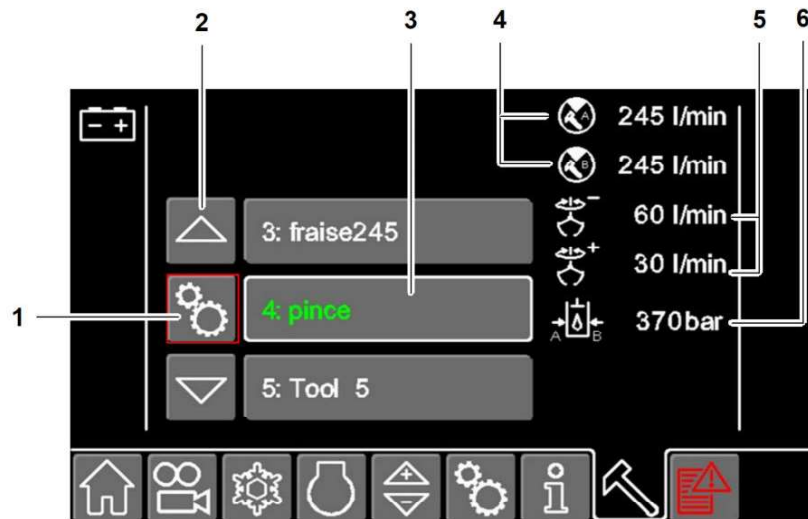 2 3 4 5 6
- +
A 245 l/min
B 245 l/min
- 60 l/min
3: fraise245
+ 30 l/min
1
4: pince
A B 370bar
5: Tool 5
+
-
i